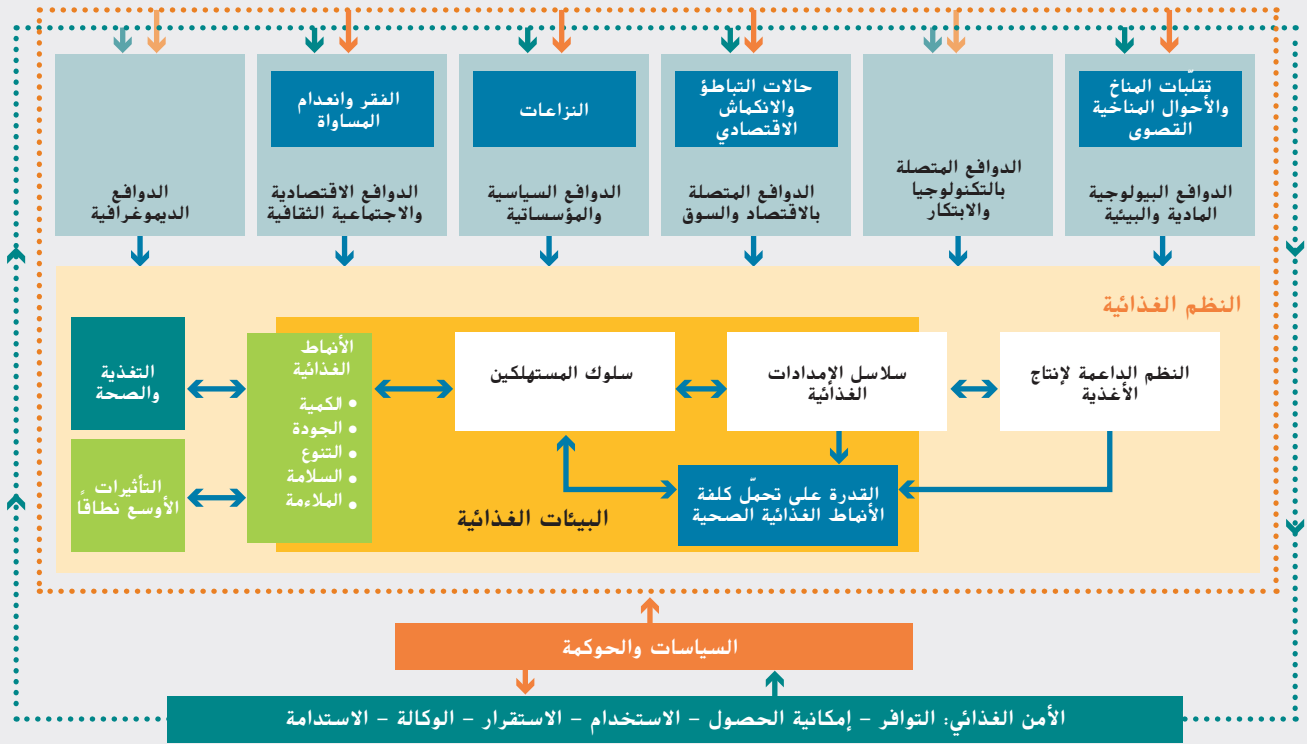 تقلّبات المناخ
والأحوال المناخية
القصوى
الدوافع البيولوجية
المادية والبيئية
الدوافع المتصلة
بالتكنولوجيا
والابتكار
حالات التباطؤ
والانكماش
الاقتصادي
الدوافع المتصلة
بالاقتصاد والسوق
النزاعات
الدوافع السياسية
والمؤسساتية
الفقر وانعدام
المساواة
الدوافع الاقتصادية
والاجتماعية الثقافية
الدوافع
الديموغرافية
النظم الغذائية
النظم الداعمة لإنتاج
الأغذية
سلاسل الإمدادات
الغذائية
سلوك المستهلكين
الأنماط
الغذائية
• الكمية
• الجودة
• التنوع
• السلامة
• الملاءمة
التغذية
والصحة
التأثيرات
الأوسع نطاقاً
القدرة على تحمّل كلفة
الأنماط الغذائية الصحية
البيئات الغذائية
السياسات والحوكمة
الأمن الغذائي: التوافر – إمكانية الحصول – الاستخدام – الاستقرار – الوكالة – الاستدامة